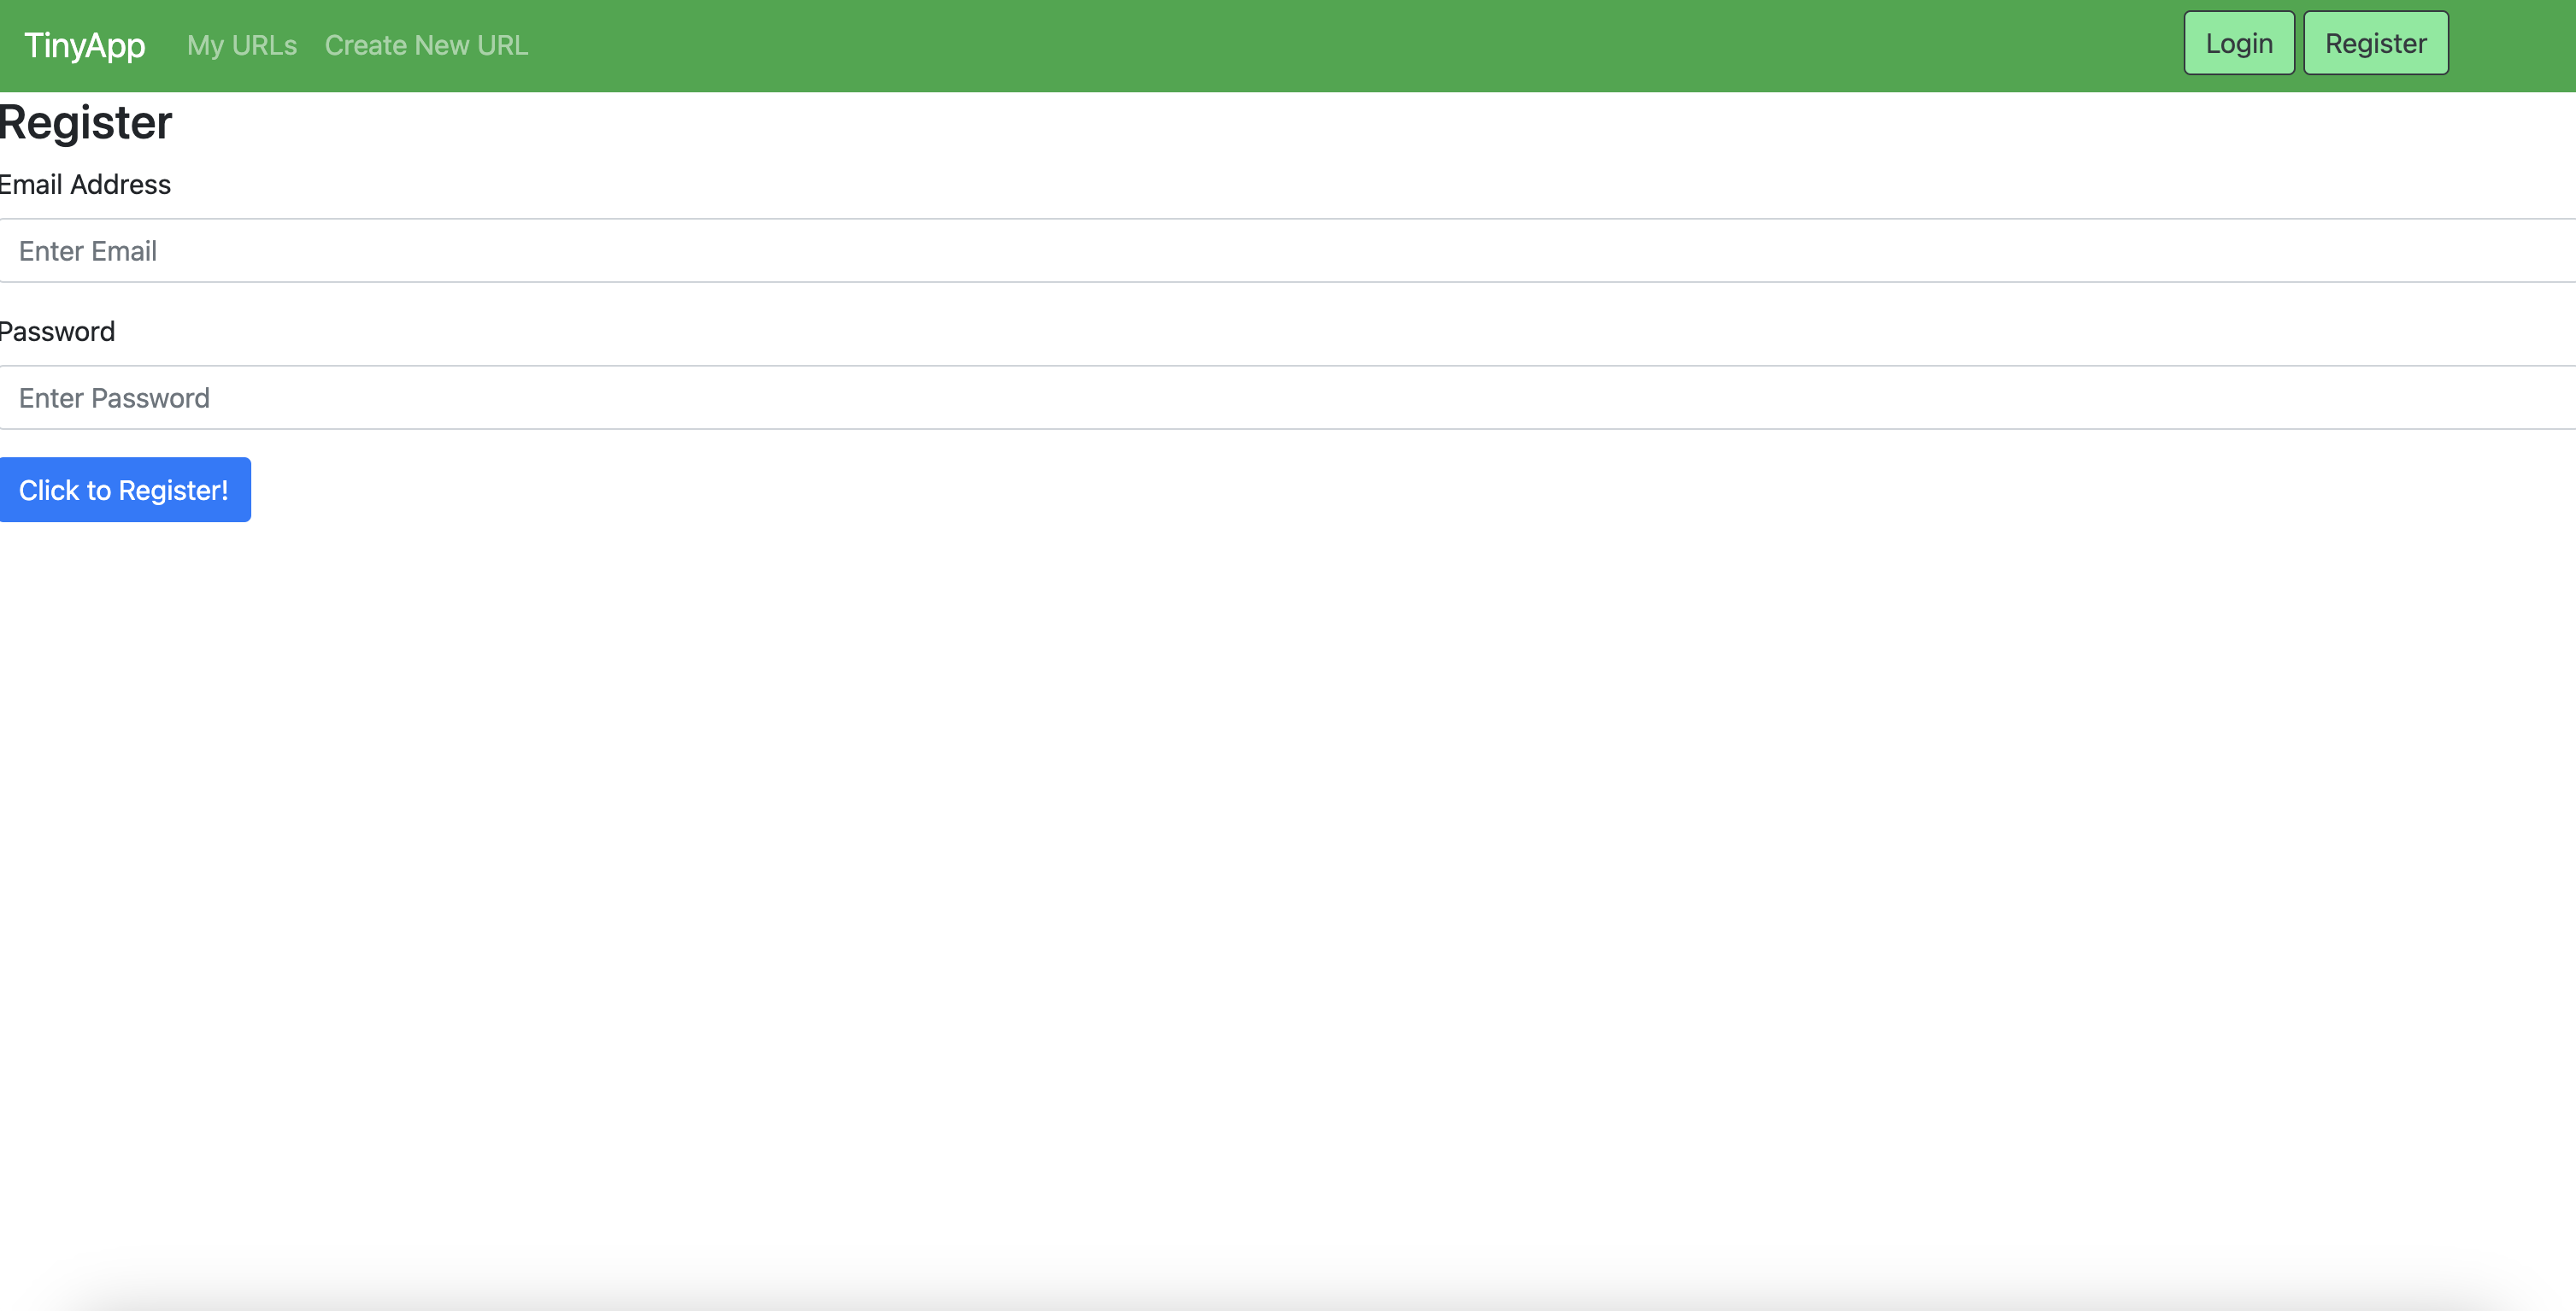 TinyApp My URLs Create New URL Login Register
Register
Email Address
Enter Email
Password
Enter Password
Click to Register!